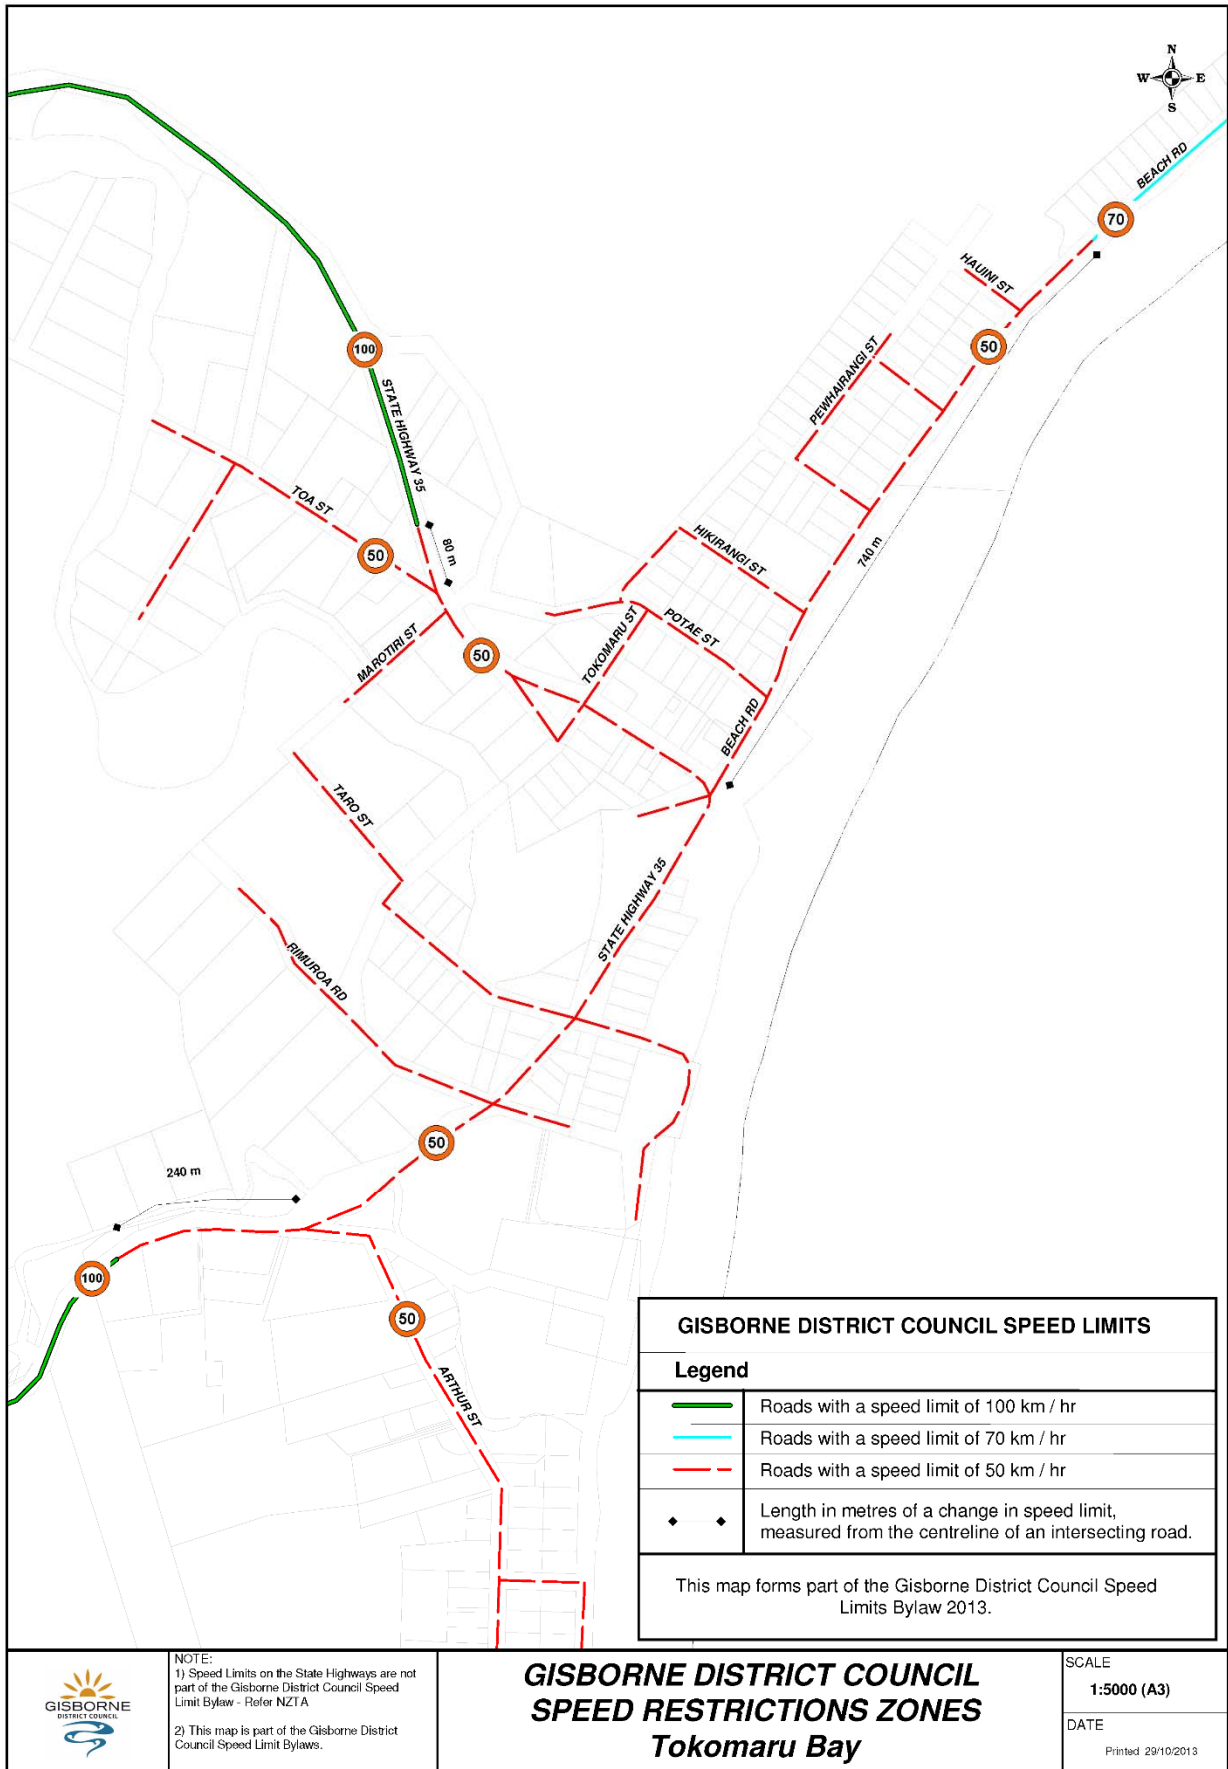 N
W
E
S
BEACH RD
70
HAUINI ST
50
100
PEWHAIRANGI ST
STATE HIGHWAY 35
TOA ST
50
80 m
HIKIRANGI ST
740 m
POTAE ST
TOKOMARU ST
MAROTIRI ST
50
BEACH RD
TARO ST
STATE HIGHWAY 35
RIMUROA RD
50
240 m
100
50
ARTHUR ST
GISBORNE DISTRICT COUNCIL SPEED LIMITS
Legend
Roads with a speed limit of 100 km / hr
Roads with a speed limit of 70 km / hr
Roads with a speed limit of 50 km / hr
Length in metres of a change in speed limit,
measured from the centreline of an intersecting road.
This map forms part of the Gisborne District Council Speed
Limits Bylaw 2013.
GISBORNE
DISTRICT COUNCIL
NOTE:
1) Speed Limits on the State Highways are not
part of the Gisborne District Council Speed
Limit Bylaw - Refer NZTA
2) This map is part of the Gisborne District
Council Speed Limit Bylaws.
GISBORNE DISTRICT COUNCIL
SPEED RESTRICTIONS ZONES
Tokomaru Bay
SCALE
1:5000 (A3)
DATE
Printed 29/10/2013